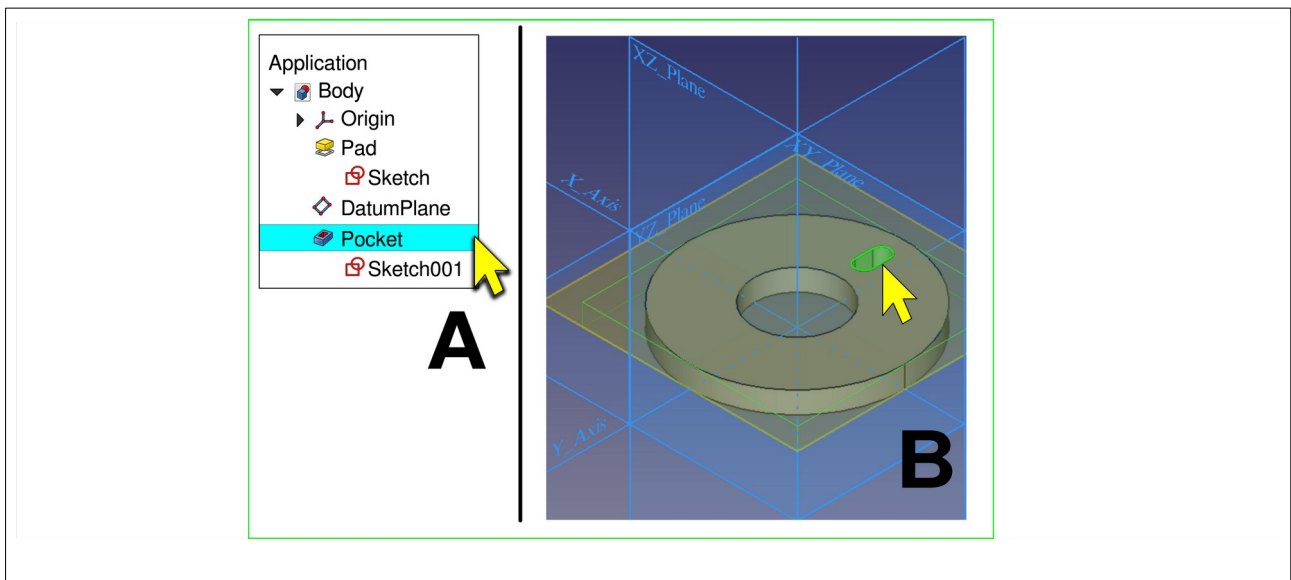 Application
Body
Origin
Pad
Sketch
DatumPlane
Pocket
Sketch001
A
XZ_Plane
XY_Plane
X_Axis
YZ_Plane
Y_Axis
B